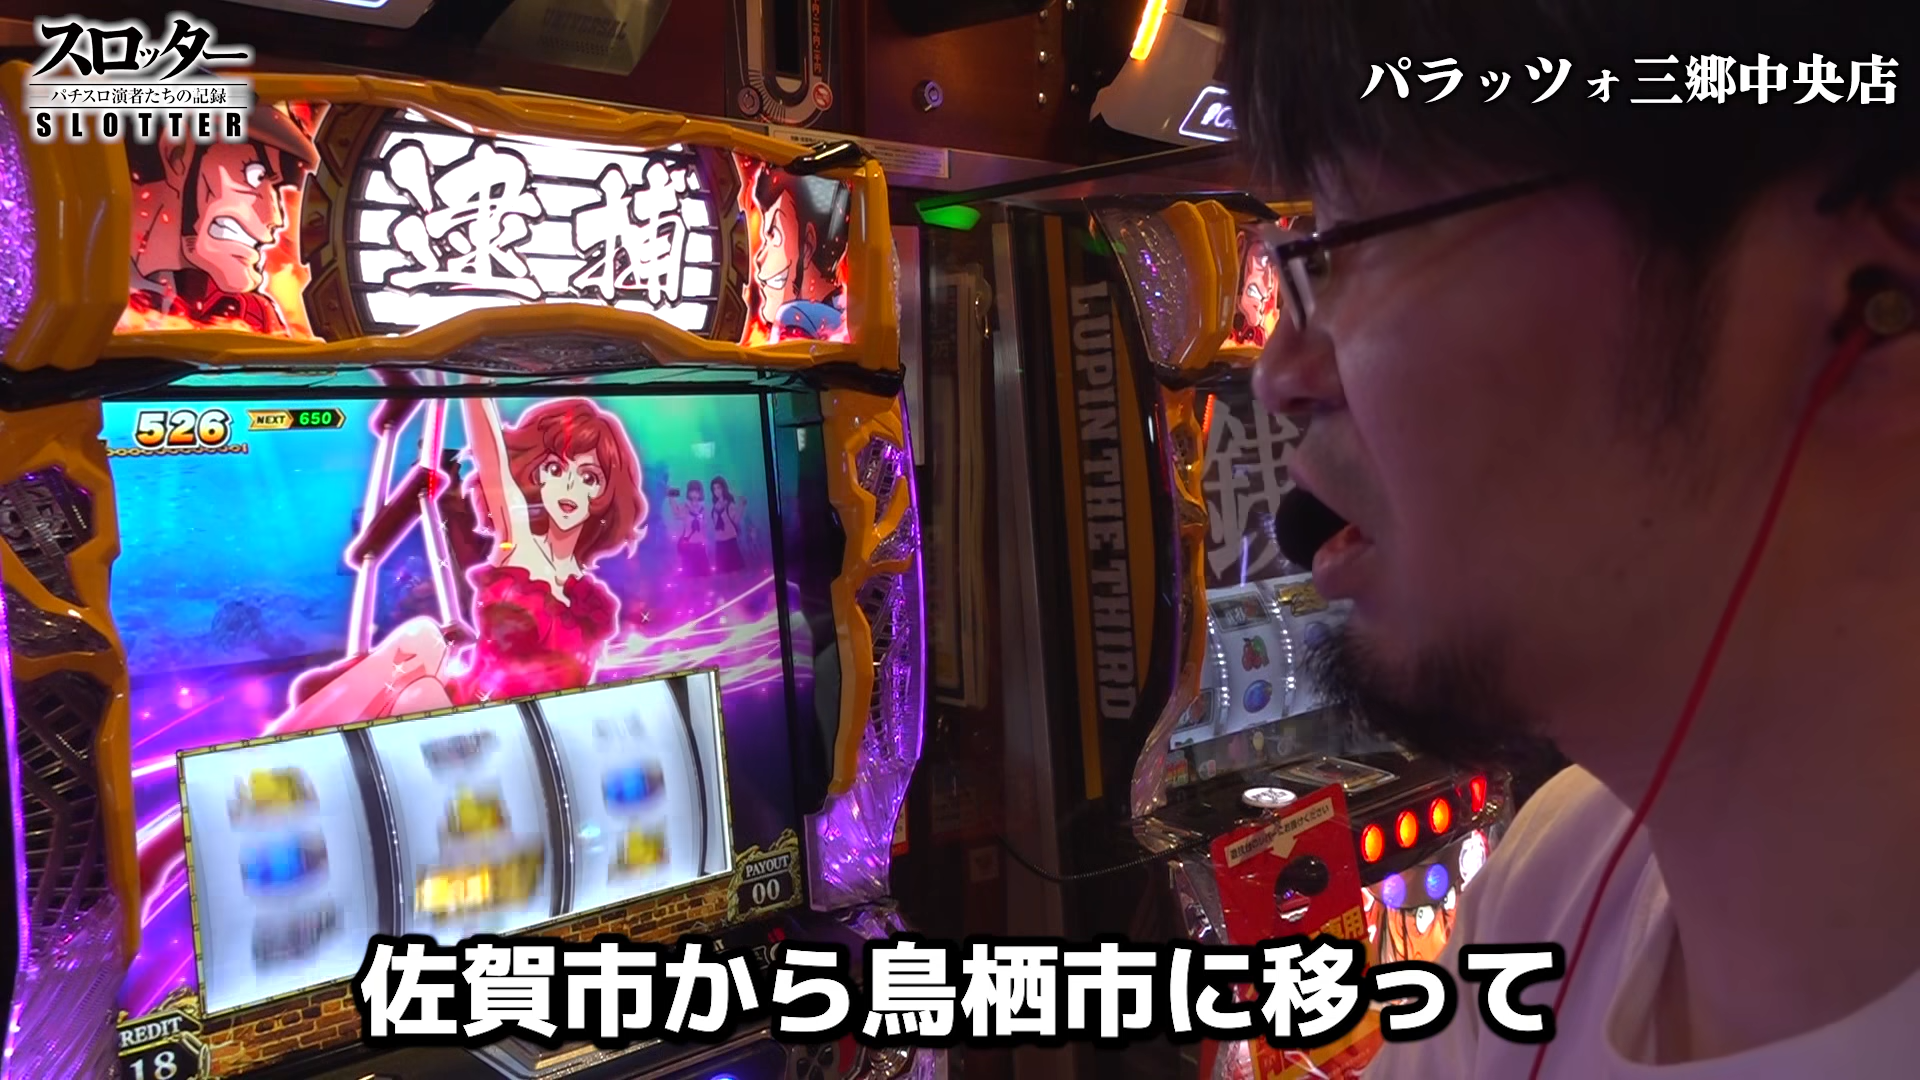 スロッター
パチスロ演者たちの記録
SLOTTER
パラッツォ三郷中央店
逮捕
526
NEXT 650
LUPIN THE THIRD
銭
PAYOUT
00
CREDIT
18
佐賀市から鳥栖市に移って